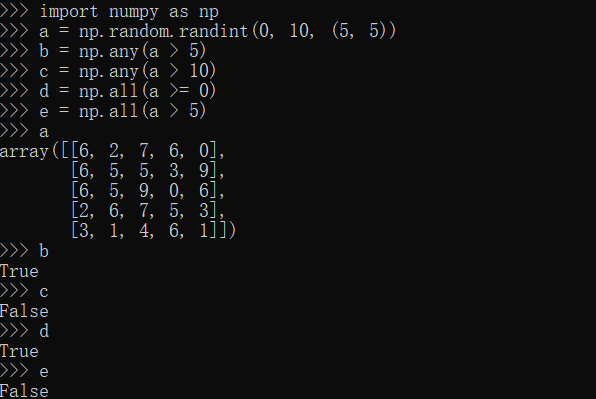 >>> import numpy as np
>>> a = np.random.randint(0, 10, (5, 5))
>>> b = np.any(a > 5)
>>> c = np.any(a > 10)
>>> d = np.all(a >= 0)
>>> e = np.all(a > 5)
>>> a
array([[6, 2, 7, 6, 0],
       [6, 5, 5, 3, 9],
       [6, 5, 9, 0, 6],
       [2, 6, 7, 5, 3],
       [3, 1, 4, 6, 1]])
>>> b
True
>>> c
False
>>> d
True
>>> e
False